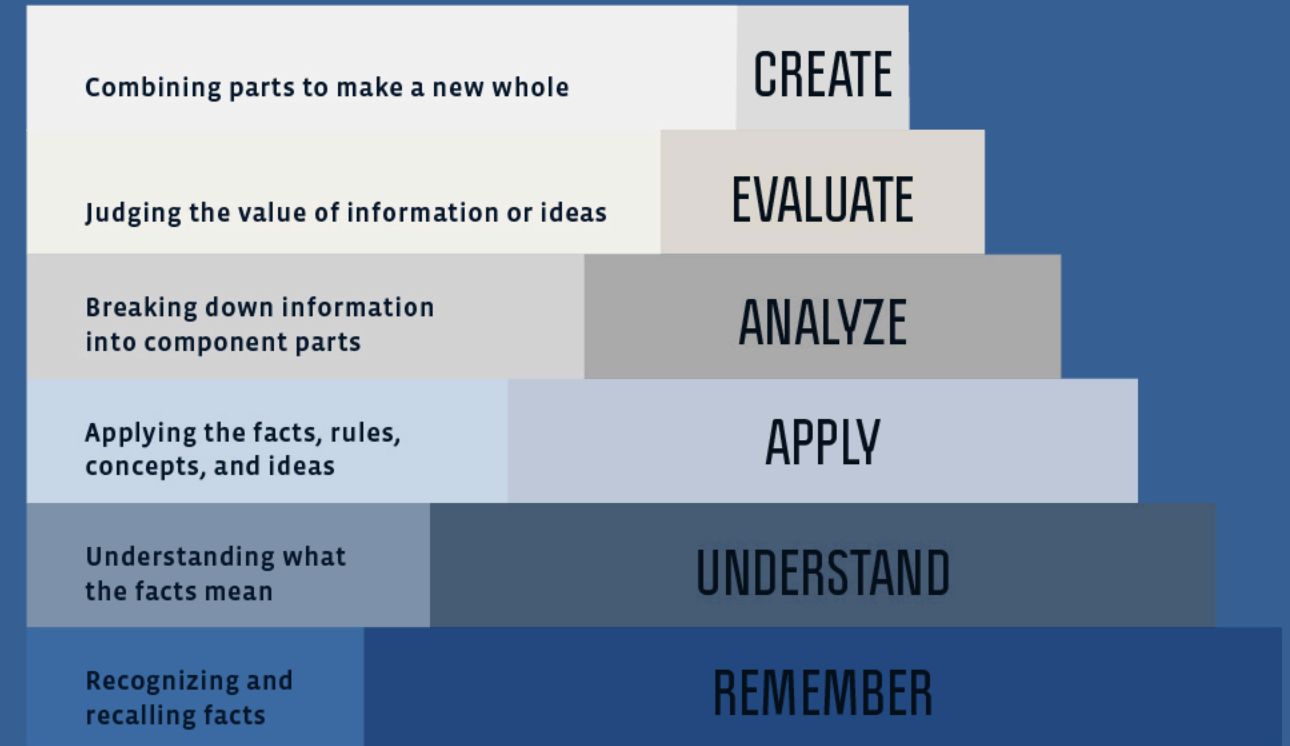 Combining parts to make a new whole
CREATE
Judging the value of information or ideas
EVALUATE
Breaking down information
into component parts
ANALYZE
Applying the facts, rules,
concepts, and ideas
APPLY
Understanding what
the facts mean
UNDERSTAND
Recognizing and
recalling facts
REMEMBER